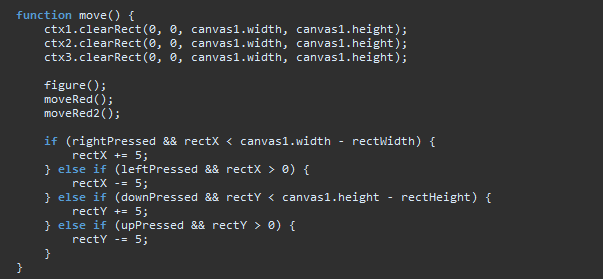 function move() {
    ctx1.clearRect(0, 0, canvas1.width, canvas1.height);
    ctx2.clearRect(0, 0, canvas1.width, canvas1.height);
    ctx3.clearRect(0, 0, canvas1.width, canvas1.height);

    figure();
    moveRed();
    moveRed2();

    if (rightPressed && rectX < canvas1.width - rectWidth) {
        rectX += 5;
    } else if (leftPressed && rectX > 0) {
        rectX -= 5;
    } else if (downPressed && rectY < canvas1.height - rectHeight) {
        rectY += 5;
    } else if (upPressed && rectY > 0) {
        rectY -= 5;
    }
}